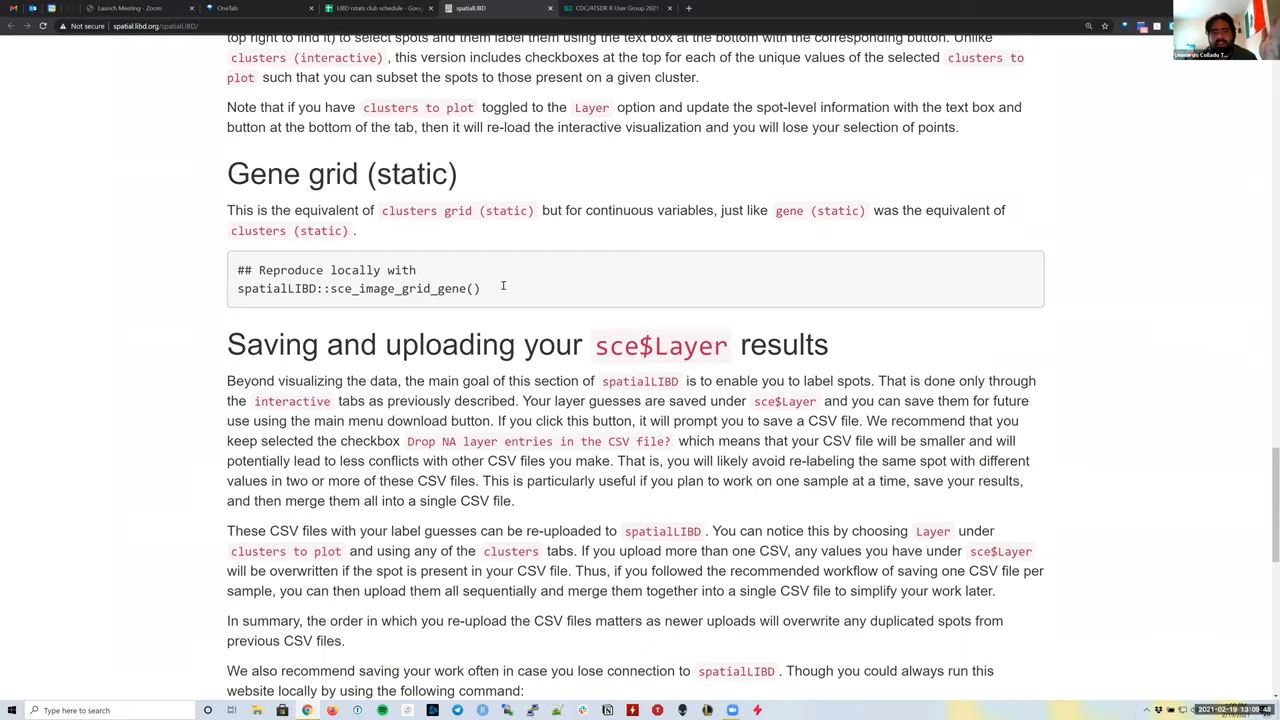 Launch Meeting - Zoom
OneTab
LIBD rstats club schedule - Goo
spatialLIBD
CDC/ATSDR R User Group 2021
Not secure | spatial.libd.org/spatialLIBD/
Leonardo Collado T...
top right to find it) to select spots and then label them using the text box at the bottom with the corresponding button. Unlike
clusters (interactive) , this version includes checkboxes at the top for each of the unique values of the selected clusters to
plot such that you can subset the spots to those present on a given cluster.
Note that if you have clusters to plot toggled to the Layer option and update the spot-level information with the text box and
button at the bottom of the tab, then it will re-load the interactive visualization and you will lose your selection of points.
Gene grid (static)
This is the equivalent of clusters grid (static) but for continuous variables, just like gene (static) was the equivalent of
clusters (static) .
## Reproduce locally with
spatialLIBD::sce_image_grid_gene()
Saving and uploading your sce$Layer results
Beyond visualizing the data, the main goal of this section of spatialLIBD is to enable you to label spots. That is done only through
the interactive tabs as previously described. Your layer guesses are saved under sce$Layer and you can save them for future
use using the main menu download button. If you click this button, it will prompt you to save a CSV file. We recommend that you
keep selected the checkbox Drop NA layer entries in the CSV file? which means that your CSV file will be smaller and will
potentially lead to less conflicts with other CSV files you make. That is, you will likely avoid re-labeling the same spot with different
values in two or more of these CSV files. This is particularly useful if you plan to work on one sample at a time, save your results,
and then merge them all into a single CSV file.
These CSV files with your label guesses can be re-uploaded to spatialLIBD . You can notice this by choosing Layer under
clusters to plot and using any of the clusters tabs. If you upload more than one CSV, any values you have under sce$Layer
will be overwritten if the spot is present in your CSV file. Thus, if you followed the recommended workflow of saving one CSV file per
sample, you can then upload them all sequentially and merge them together into a single CSV file to simplify your work later.
In summary, the order in which you re-upload the CSV files matters as newer uploads will overwrite any duplicated spots from
previous CSV files.
We also recommend saving your work often in case you lose connection to spatialLIBD . Though you could always run this
website locally by using the following command:
Type here to search
2021-02-19 13:09:48